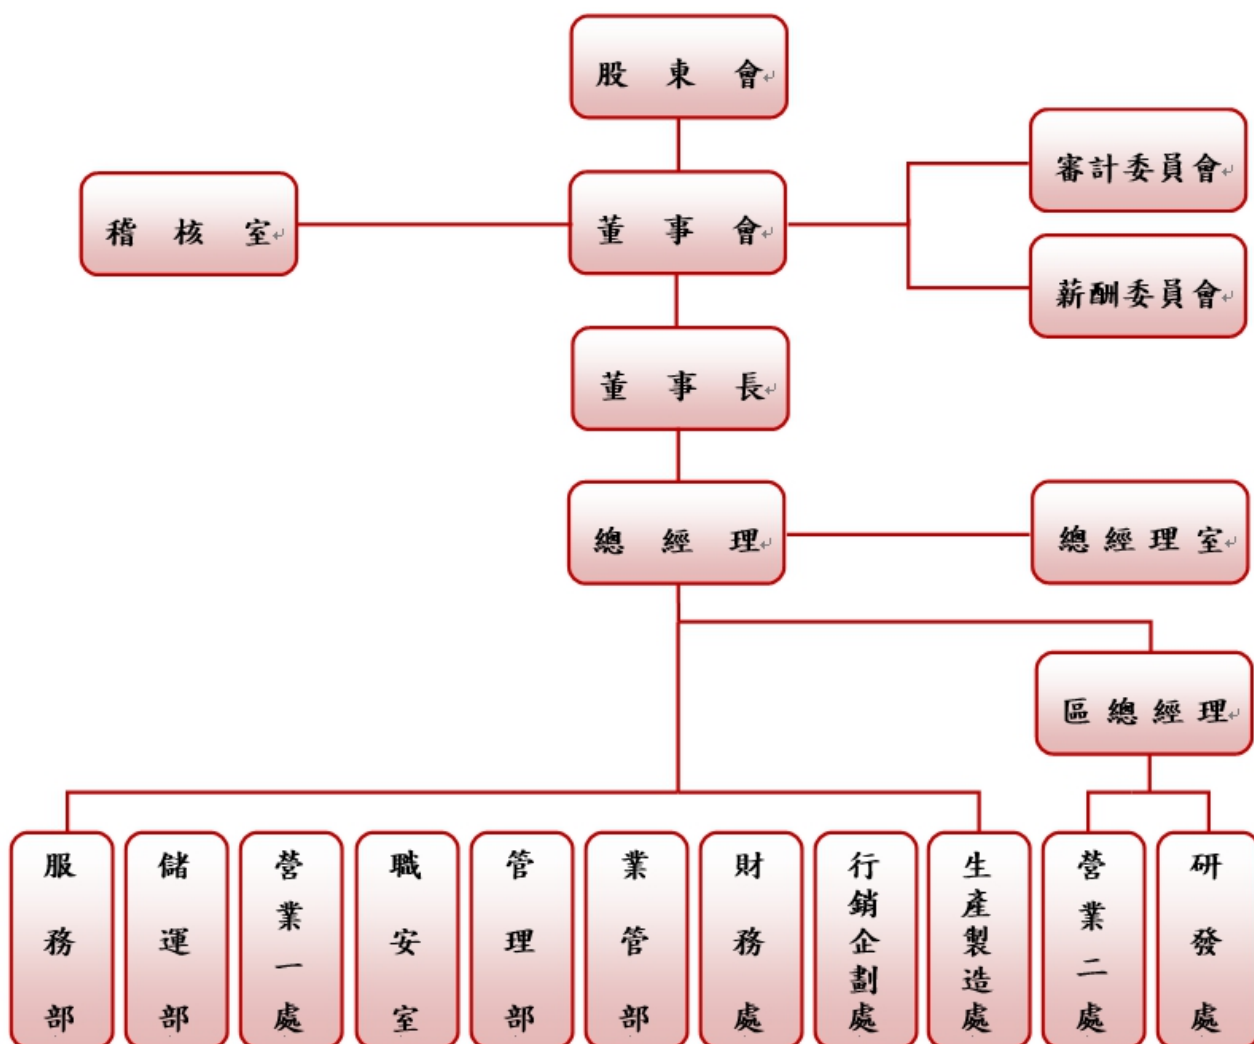 股東會
審計委員會
稽核室
董事會
薪酬委員會
董事長
總經理
總經理室
區總經理
服務部
儲運部
營業一處
職安室
管理部
業管部
財務處
行銷企劃處
生產製造處
營業二處
研發處